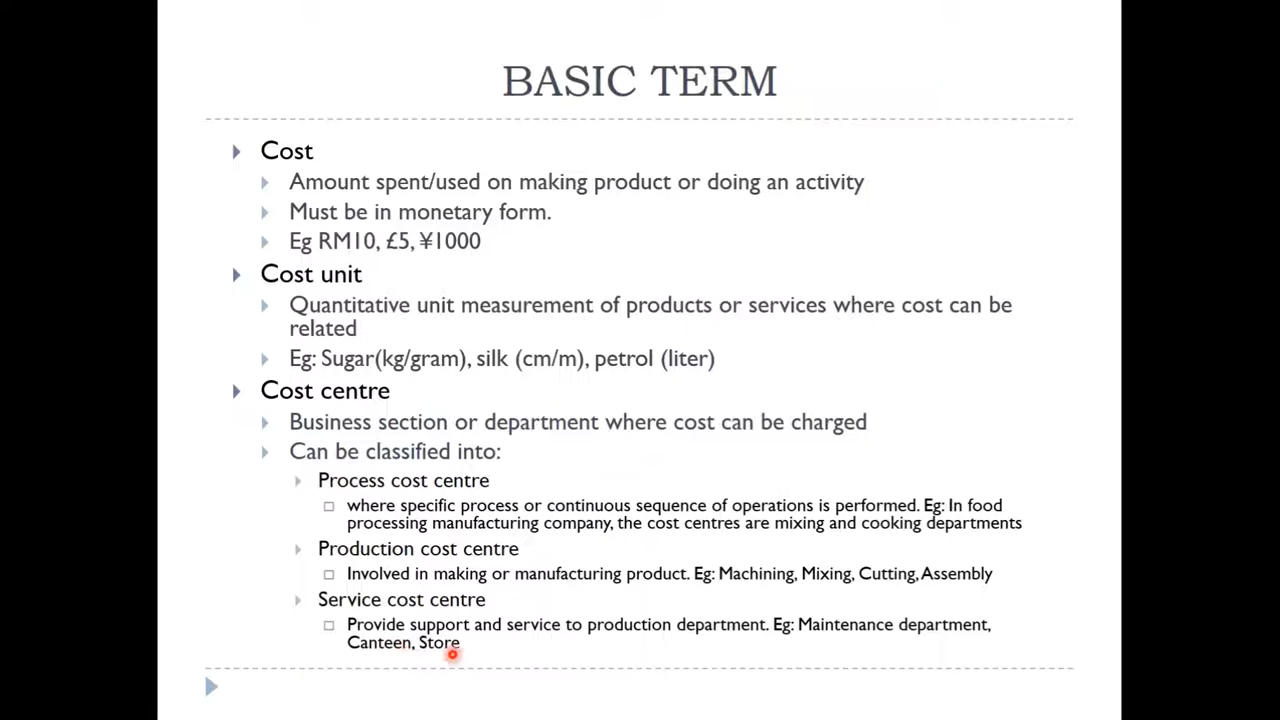 BASIC TERM
Cost
Amount spent/used on making product or doing an activity
Must be in monetary form.
Eg RM10, £5, ¥1000
Cost unit
Quantitative unit measurement of products or services where cost can be
related
Eg: Sugar(kg/gram), silk (cm/m), petrol (liter)
Cost centre
Business section or department where cost can be charged
Can be classified into:
Process cost centre
where specific process or continuous sequence of operations is performed. Eg: In food
processing manufacturing company, the cost centres are mixing and cooking departments
Production cost centre
Involved in making or manufacturing product. Eg: Machining, Mixing, Cutting, Assembly
Service cost centre
Provide support and service to production department. Eg: Maintenance department,
Canteen, Store